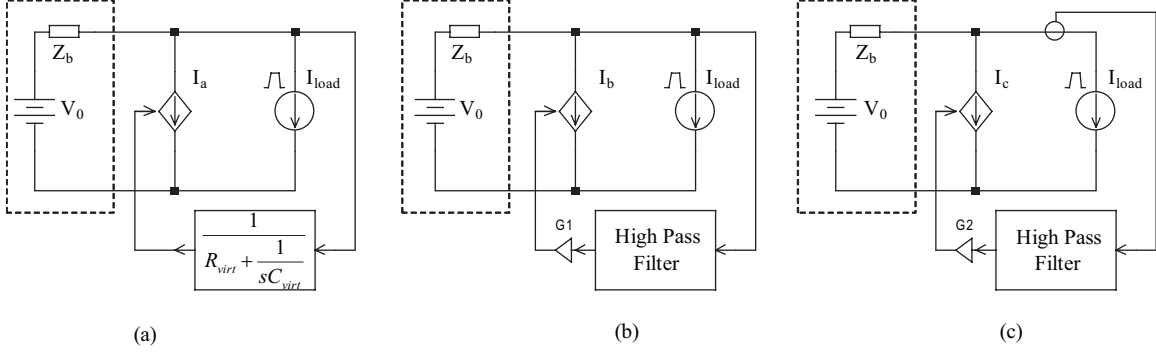 Z_b
V_0
I_a
I_load
1
R_virt + 1
sC_virt
(a)
Z_b
V_0
I_b
I_load
G1
High Pass
Filter
(b)
Z_b
V_0
I_c
I_load
G2
High Pass
Filter
(c)